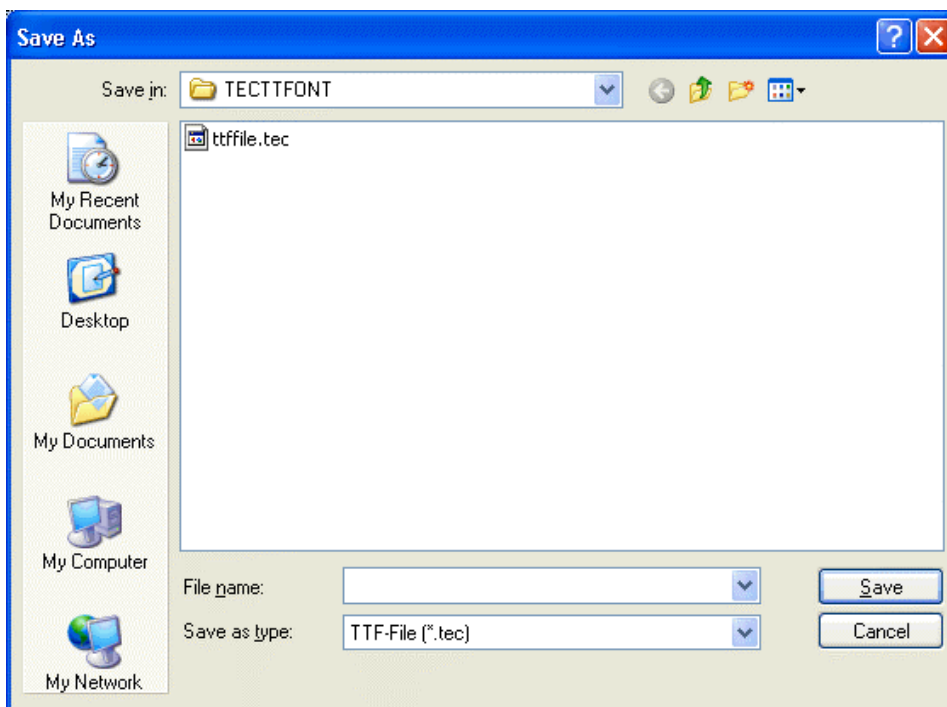 Save As
Save in:
TECTTFONT
ttffile.tec
My Recent
Documents
Desktop
My Documents
My Computer
My Network
File name:
Save
Save as type:
TTF-File (*.tec)
Cancel